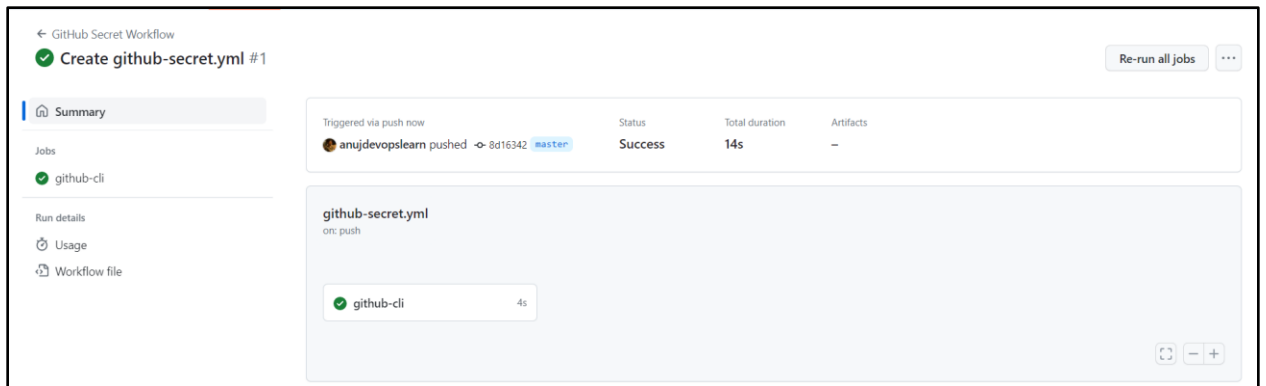 ← GitHub Secret Workflow
Create github-secret.yml #1
Re-run all jobs ...
Summary
Jobs
github-cli
Run details
Usage
Workflow file
Triggered via push now
anujdevopslearn pushed 8d16342 master
Status
Success
Total duration
14s
Artifacts
–
github-secret.yml
on: push
github-cli 4s